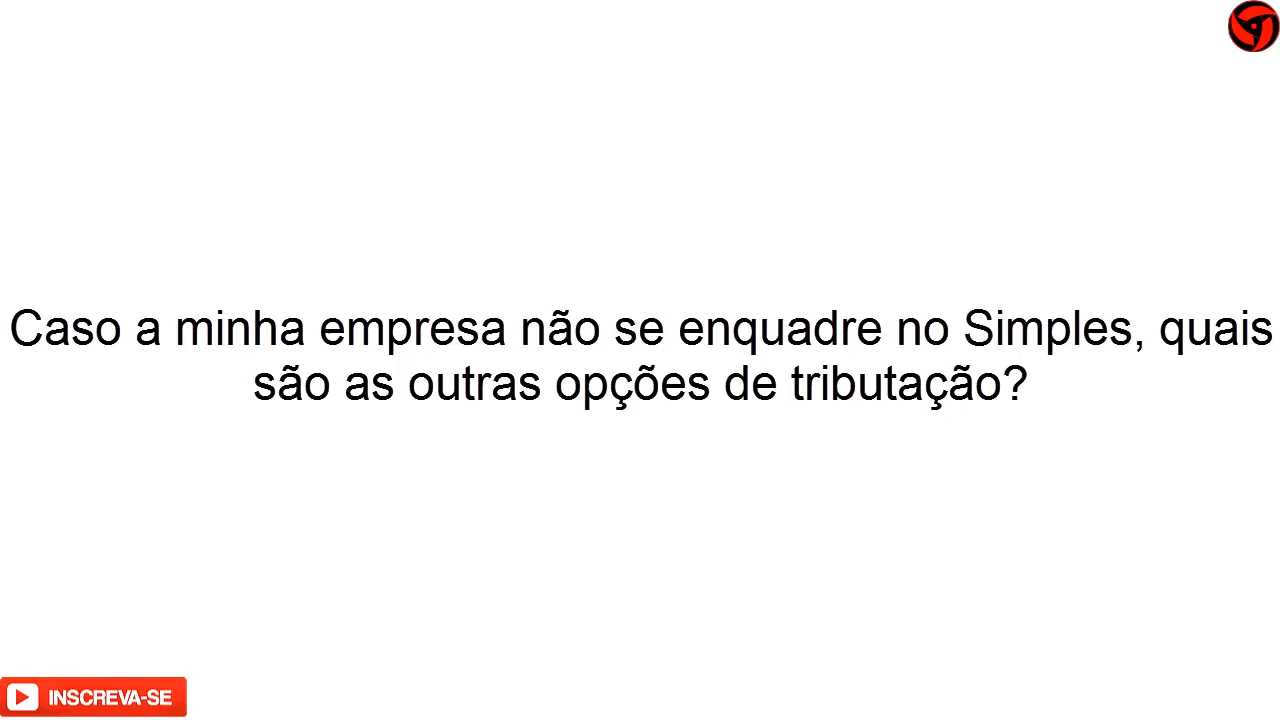 Caso a minha empresa não se enquadre no Simples, quais
são as outras opções de tributação?
INSCREVA-SE